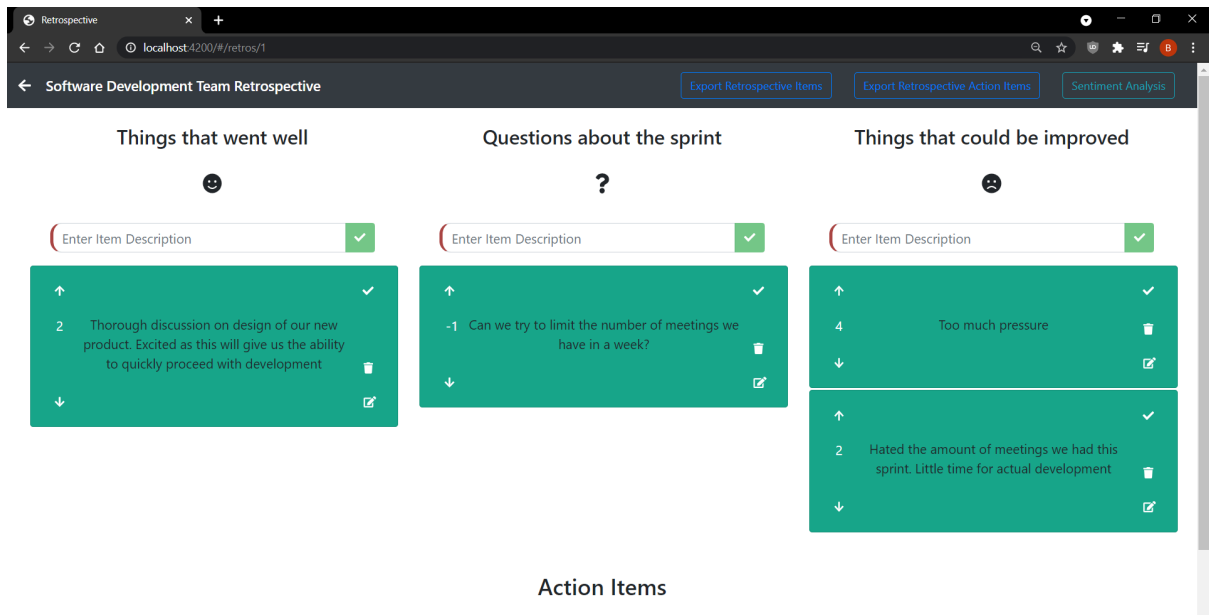 Retrospective
localhost:4200/#/retros/1
B
Software Development Team Retrospective
Export Retrospective Items
Export Retrospective Action Items
Sentiment Analysis
Things that went well
Questions about the sprint
Things that could be improved
?
Enter Item Description
Enter Item Description
Enter Item Description
2
Thorough discussion on design of our new
product. Excited as this will give us the ability
to quickly proceed with development
-1
Can we try to limit the number of meetings we
have in a week?
4
Too much pressure
2
Hated the amount of meetings we had this
sprint. Little time for actual development
Action Items